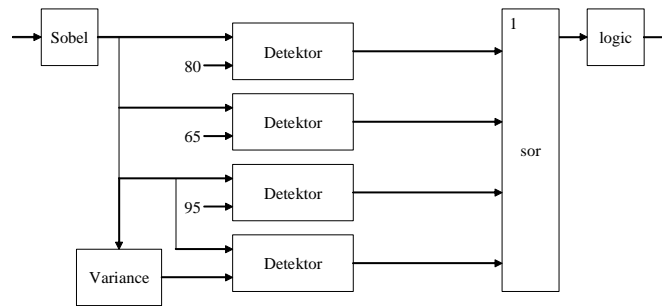 1
Sobel
Detektor
logic
80
Detektor
65
sor
Detektor
95
Variance
Detektor